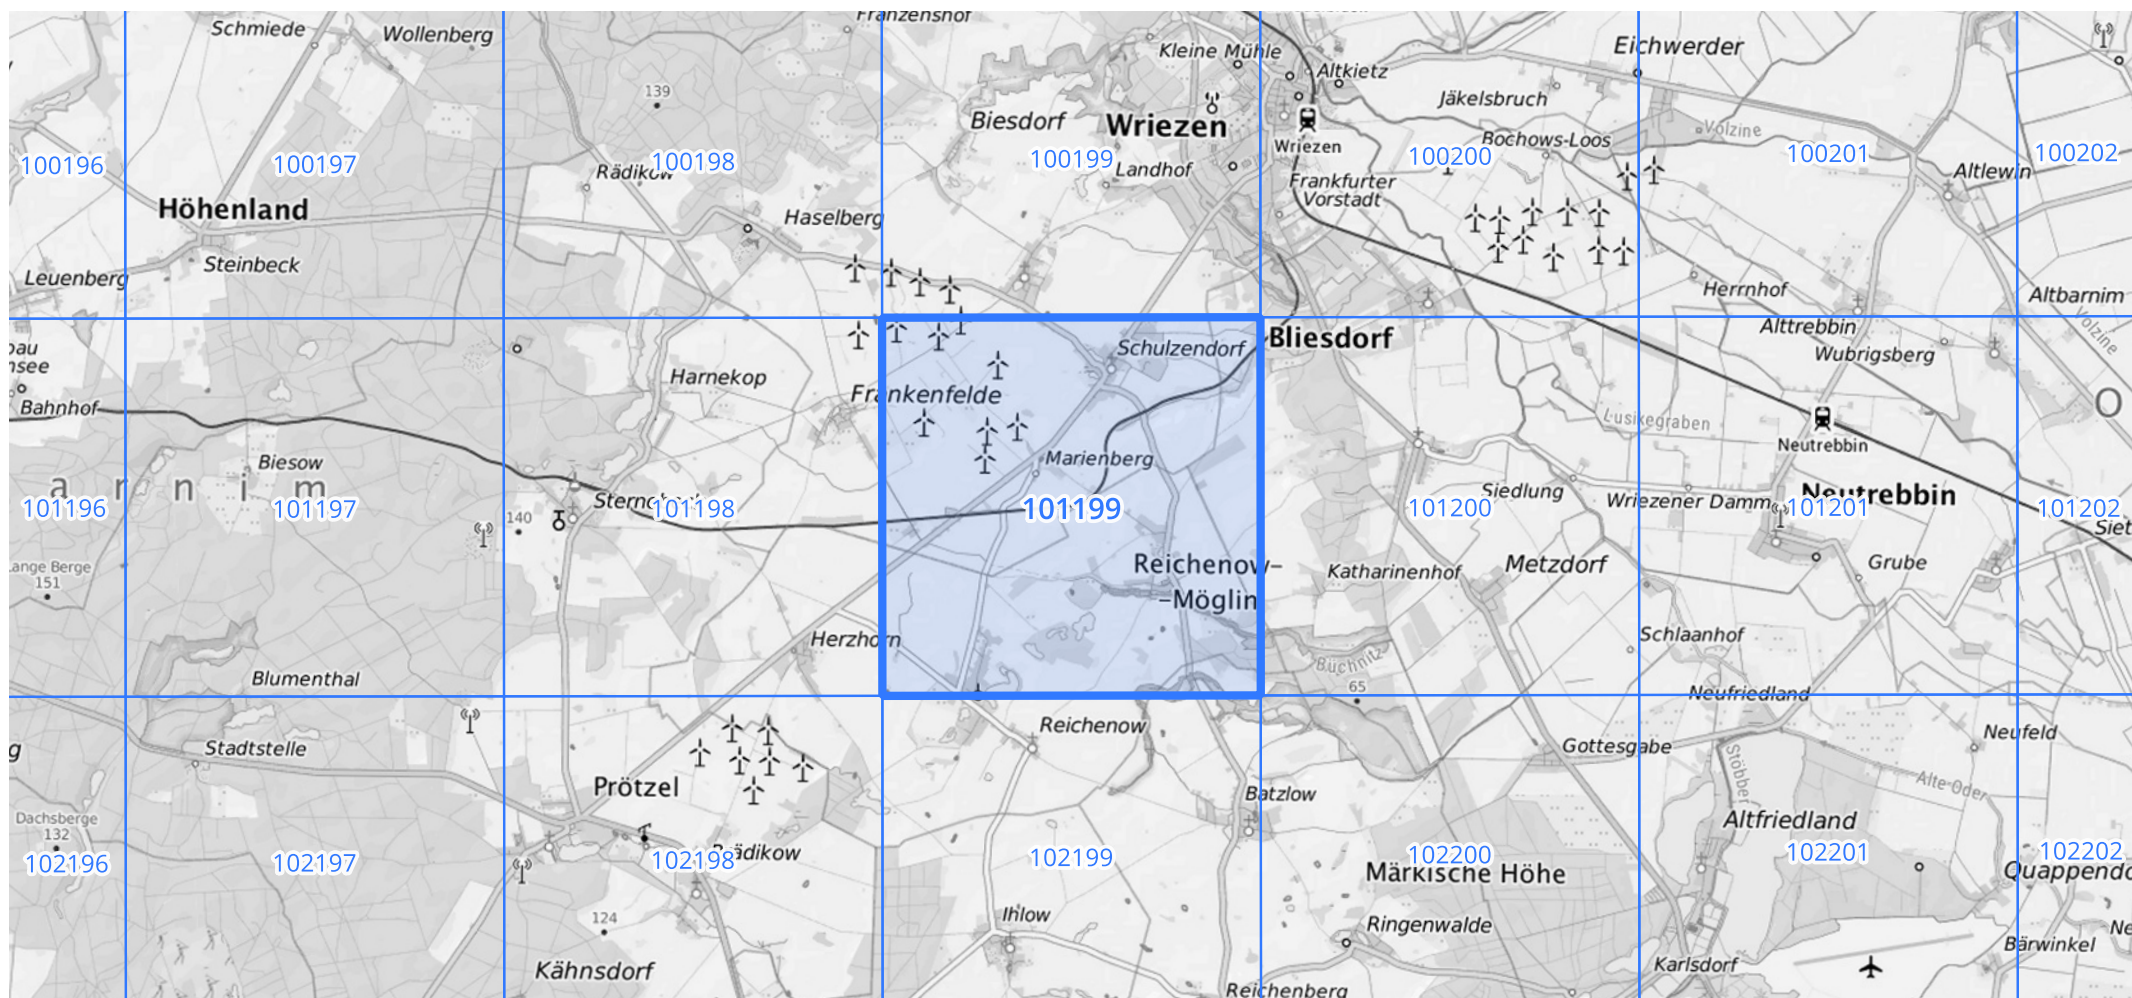 Schmiede
Wollenberg
Franzenshof
Kleine Mühle
Altkietz
Eichwerder
139
Biesdorf
Wriezen
Jäkelsbruch
Bochows-Loos
Volzine
Wriezen
100196
100197
Rädikow
100198
100199
Landhof
100200
100201
100202
Altlewin
Frankfurter
Vorstadt
Höhenland
Haselberg
Steinbeck
Leuenberg
Herrnhof
Altbarnim
Alttrebbin
Wubrigsberg
Volzine
Bliesdorf
Schulzendorf
Harnekop
Frankenfelde
Bahnhof
O
Lusikegraben
Neutrebbin
Biesow
Marienberg
a r n i m
Siedlung
Wriezener Damm
Neutrebbin
101196
101197
101198
101199
101200
101201
101202
140
Lange Berge
151
Reichenow-
-Möglin
Katharinenhof
Metzdorf
Grube
Herzhorn
Schlaanhof
Büchnitz
65
Blumenthal
Neufriedland
Reichenow
Stadtstelle
Gottesgabe
Neufeld
Stöbber
Alte Oder
Prötzel
Batzlow
Dachsberge
132
Altfriedland
102196
102197
102198
Prädikow
102199
102200
102201
102202
Märkische Höhe
124
Ihlow
Ringenwalde
Bärwinkel
Kähnsdorf
Karlsdorf
Reichenberg